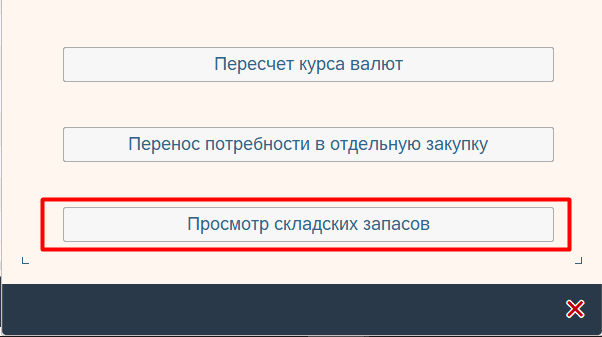 Пересчет курса валют
Перенос потребности в отдельную закупку
Просмотр складских запасов